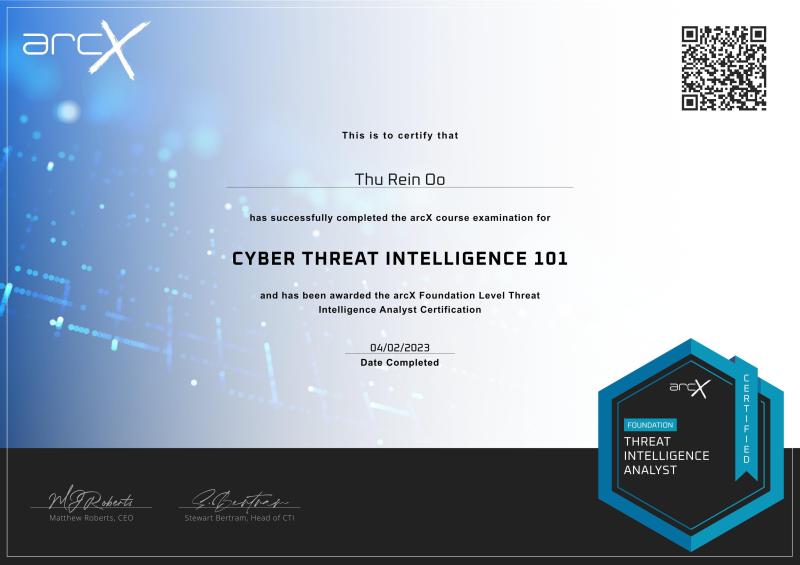 arcX
This is to certify that
Thu Rein Oo
has successfully completed the arcX course examination for
CYBER THREAT INTELLIGENCE 101
and has been awarded the arcX Foundation Level Threat
Intelligence Analyst Certification
04/02/2023
Date Completed
arcX
CERTIFIED
FOUNDATION
THREAT
INTELLIGENCE
ANALYST
MJRoberts
S.Bertram
Matthew Roberts, CEO
Stewart Bertram, Head of CTI